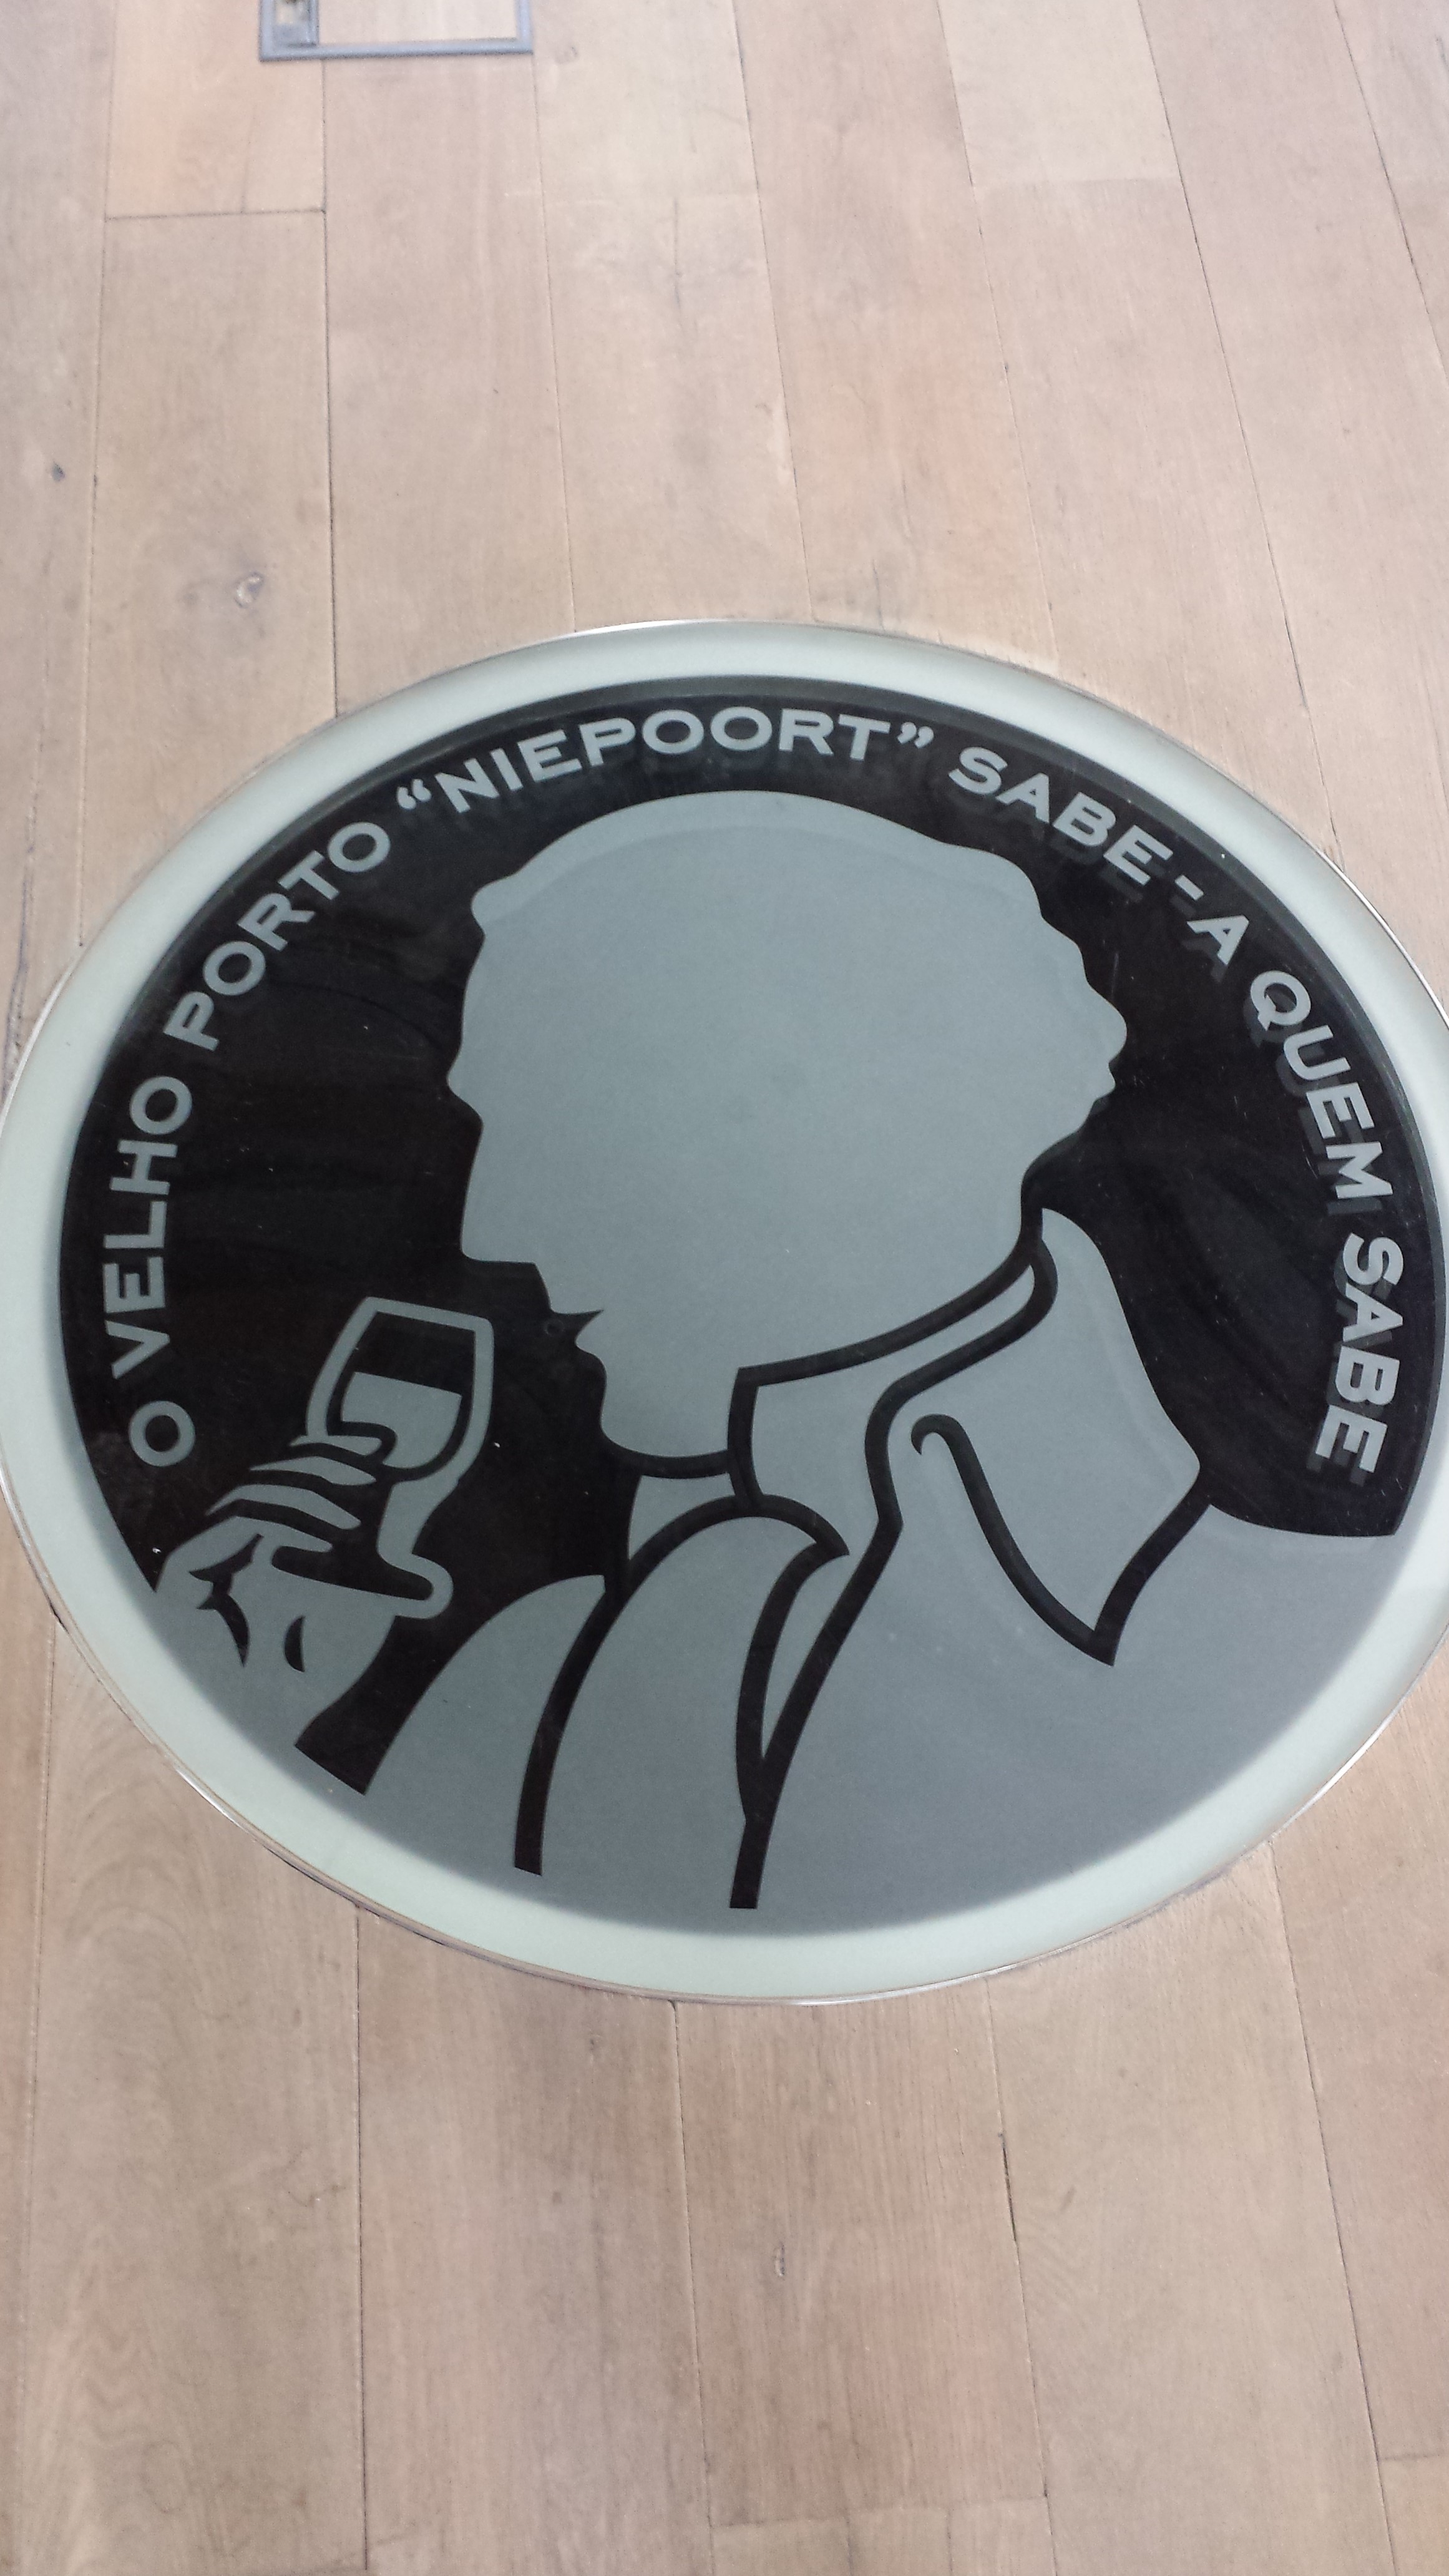 O VELHO PORTO “NIEPOORT” SABE-A QUEM SABE